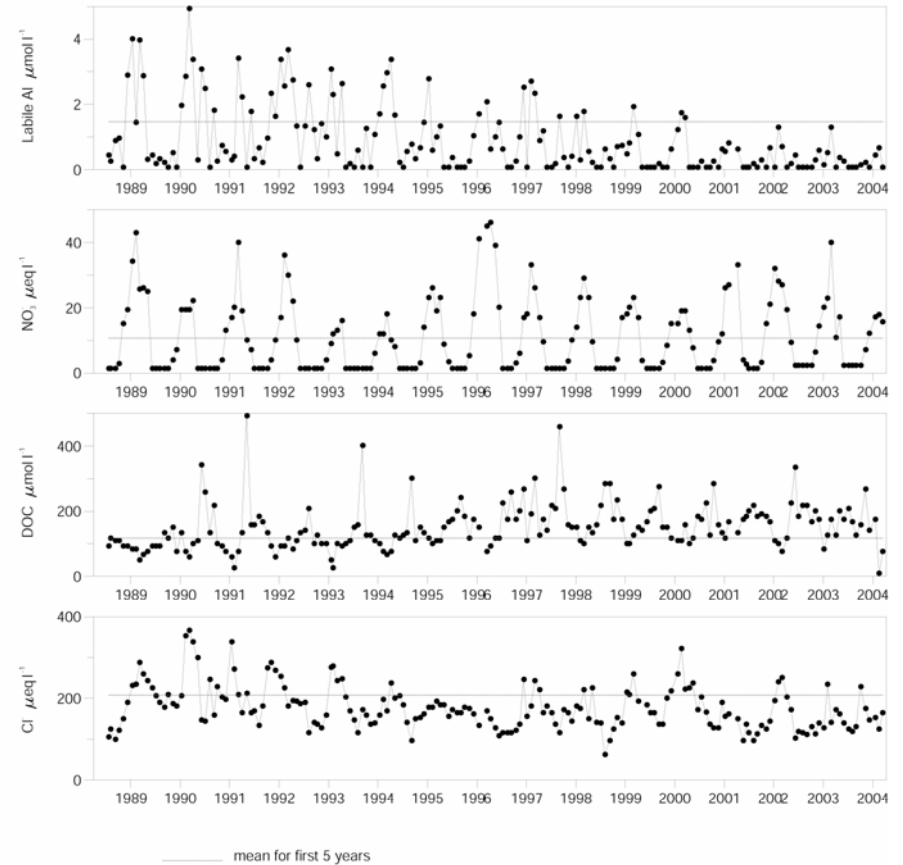 Labile Al μmol l⁻¹
4
2
0
1989 1990 1991 1992 1993 1994 1995 1996 1997 1998 1999 2000 2001 2002 2003 2004
NO₃ μeq l⁻¹
40
20
0
1989 1990 1991 1992 1993 1994 1995 1996 1997 1998 1999 2000 2001 2002 2003 2004
DOC μmol l⁻¹
400
200
0
1989 1990 1991 1992 1993 1994 1995 1996 1997 1998 1999 2000 2001 2002 2003 2004
Cl μeq l⁻¹
400
200
0
1989 1990 1991 1992 1993 1994 1995 1996 1997 1998 1999 2000 2001 2002 2003 2004
mean for first 5 years